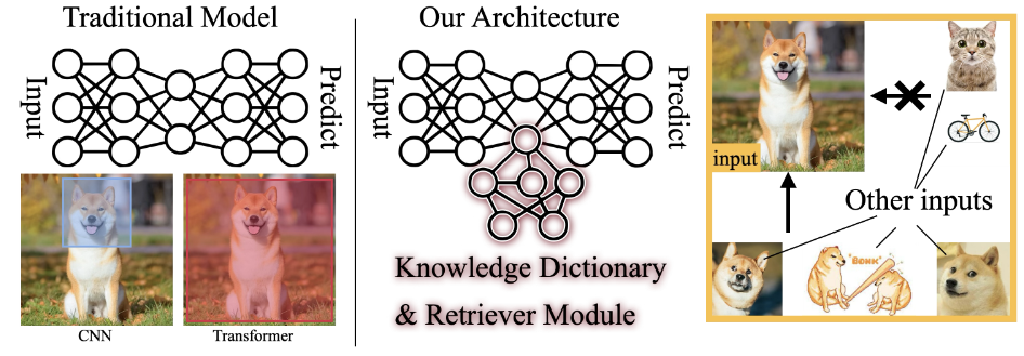 Traditional Model
Input
Predict
CNN
Transformer
Our Architecture
Input
Predict
Knowledge Dictionary
& Retriever Module
input
Other inputs
'BONK'